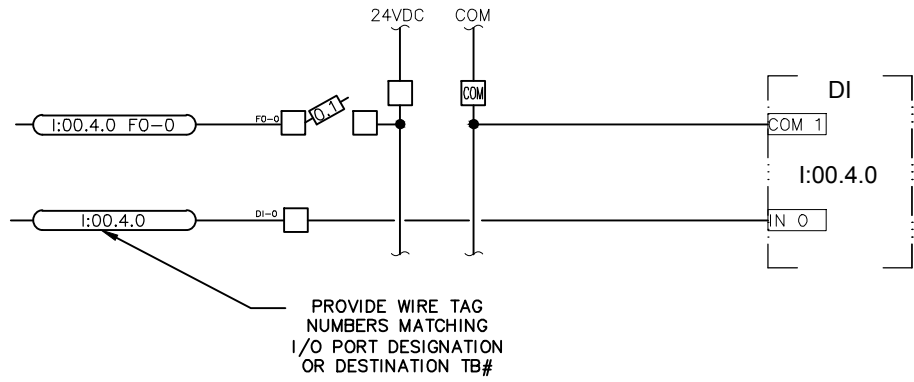 24VDC COM
COM
DI
I:00.4.0 FO-0 FO-0 0.1 COM 1
I:00.4.0
I:00.4.0 DI-0 IN 0
PROVIDE WIRE TAG
NUMBERS MATCHING
I/O PORT DESIGNATION
OR DESTINATION TB#